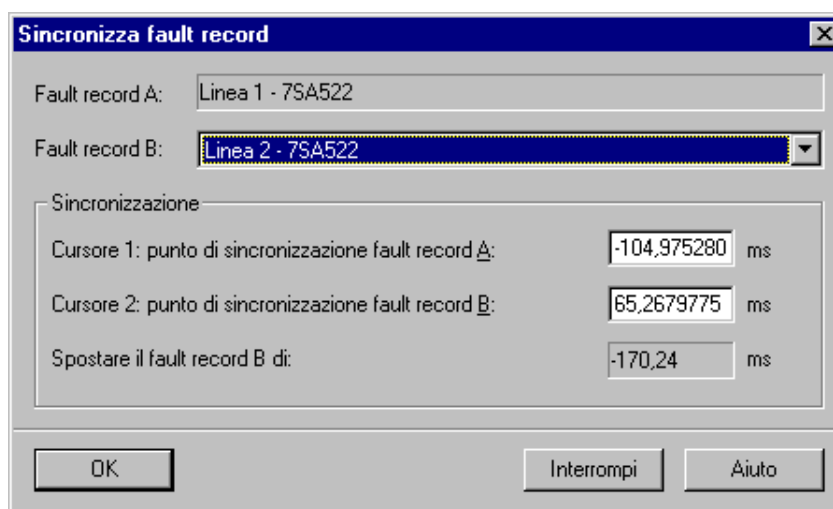 Sincronizza fault record
Fault record A: Linea 1 - 7SA522
Fault record B: Linea 2 - 7SA522
Sincronizzazione
Cursore 1: punto di sincronizzazione fault record A: -104,975280 ms
Cursore 2: punto di sincronizzazione fault record B: 65,2679775 ms
Spostare il fault record B di: -170,24 ms
OK Interrompi Aiuto